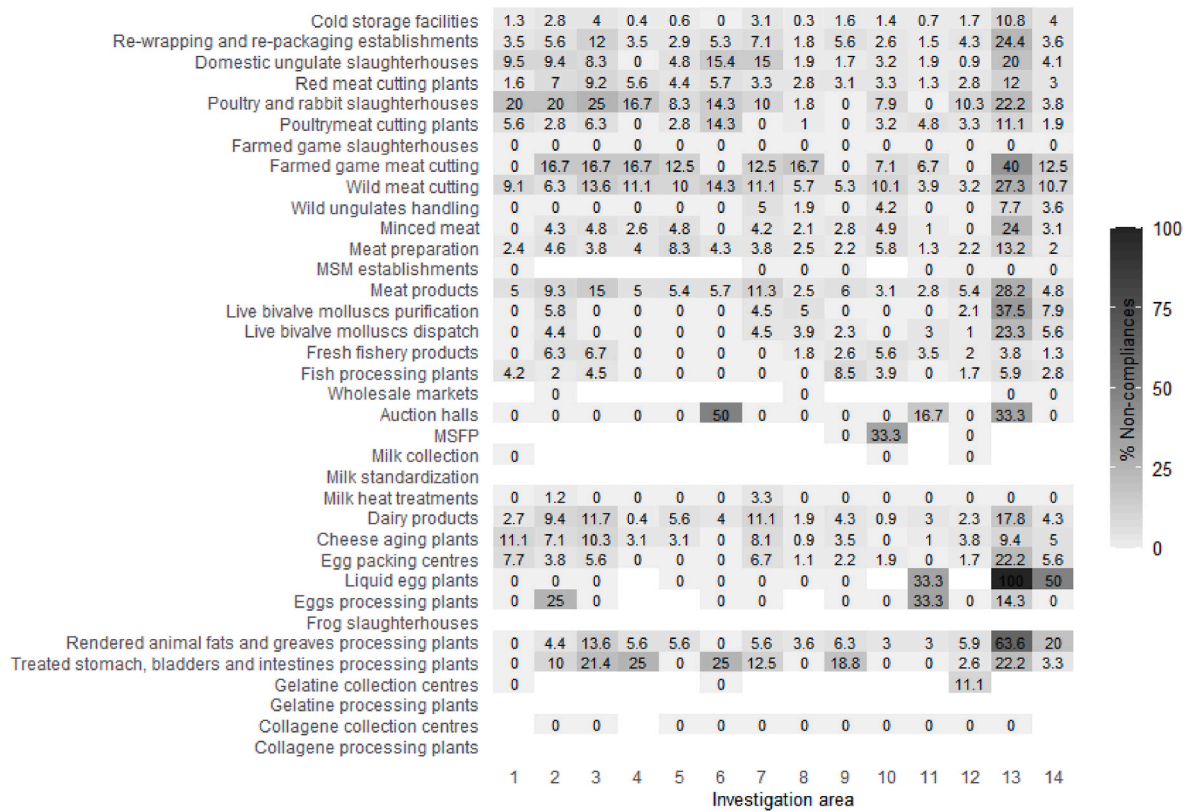 Cold storage facilities 1.3 2.8 4 0.4 0.6 0 3.1 0.3 1.6 1.4 0.7 1.7 10.8 4
Re-wrapping and re-packaging establishments 3.5 5.6 12 3.5 2.9 5.3 7.1 1.8 5.6 2.6 1.5 4.3 24.4 3.6
Domestic ungulate slaughterhouses 9.5 9.4 8.3 0 4.8 15.4 15 1.9 1.7 3.2 1.9 0.9 20 4.1
Red meat cutting plants 1.6 7 9.2 5.6 4.4 5.7 3.3 2.8 3.1 3.3 1.3 2.8 12 3
Poultry and rabbit slaughterhouses 20 20 25 16.7 8.3 14.3 10 1.8 0 7.9 0 10.3 22.2 3.8
Poultrymeat cutting plants 5.6 2.8 6.3 0 2.8 14.3 0 1 0 3.2 4.8 3.3 11.1 1.9
Farmed game slaughterhouses 0 0 0 0 0 0 0 0 0 0 0 0 0 0
Farmed game meat cutting 0 16.7 16.7 16.7 12.5 0 12.5 16.7 0 7.1 6.7 0 40 12.5
Wild meat cutting 9.1 6.3 13.6 11.1 10 14.3 11.1 5.7 5.3 10.1 3.9 3.2 27.3 10.7
Wild ungulates handling 0 0 0 0 0 0 5 1.9 0 4.2 0 0 7.7 3.6
Minced meat 0 4.3 4.8 2.6 4.8 0 4.2 2.1 2.8 4.9 1 0 24 3.1
Meat preparation 2.4 4.6 3.8 4 8.3 4.3 3.8 2.5 2.2 5.8 1.3 2.2 13.2 2
MSM establishments 0 0 0 0 0 0 0 0
Meat products 5 9.3 15 5 5.4 5.7 11.3 2.5 6 3.1 2.8 5.4 28.2 4.8
Live bivalve molluscs purification 0 5.8 0 0 0 0 4.5 5 0 0 0 2.1 37.5 7.9
Live bivalve molluscs dispatch 0 4.4 0 0 0 0 4.5 3.9 2.3 0 3 1 23.3 5.6
Fresh fishery products 0 6.3 6.7 0 0 0 0 1.8 2.6 5.6 3.5 2 3.8 1.3
Fish processing plants 4.2 2 4.5 0 0 0 0 0 8.5 3.9 0 1.7 5.9 2.8
Wholesale markets 0 0 0 0
Auction halls 0 0 0 0 0 50 0 0 0 0 16.7 0 33.3 0
MSFP 0 33.3 0
Milk collection 0 0 0
Milk standardization
Milk heat treatments 0 1.2 0 0 0 0 3.3 0 0 0 0 0 0 0
Dairy products 2.7 9.4 11.7 0.4 5.6 4 11.1 1.9 4.3 0.9 3 2.3 17.8 4.3
Cheese aging plants 11.1 7.1 10.3 3.1 3.1 0 8.1 0.9 3.5 0 1 3.8 9.4 5
Egg packing centres 7.7 3.8 5.6 0 0 0 6.7 1.1 2.2 1.9 0 1.7 22.2 5.6
Liquid egg plants 0 0 0 0 0 0 0 0 33.3 100 50
Eggs processing plants 0 25 0 0 0 0 0 33.3 0 14.3 0
Frog slaughterhouses
Rendered animal fats and greaves processing plants 0 4.4 13.6 5.6 5.6 0 5.6 3.6 6.3 3 3 5.9 63.6 20
Treated stomach, bladders and intestines processing plants 0 10 21.4 25 0 25 12.5 0 18.8 0 0 2.6 22.2 3.3
Gelatine collection centres 0 0 11.1
Gelatine processing plants
Collagene collection centres 0 0 0 0 0 0 0 0 0 0
Collagene processing plants
1 2 3 4 5 6 7 8 9 10 11 12 13 14
Investigation area
% Non-compliances
100
75
50
25
0